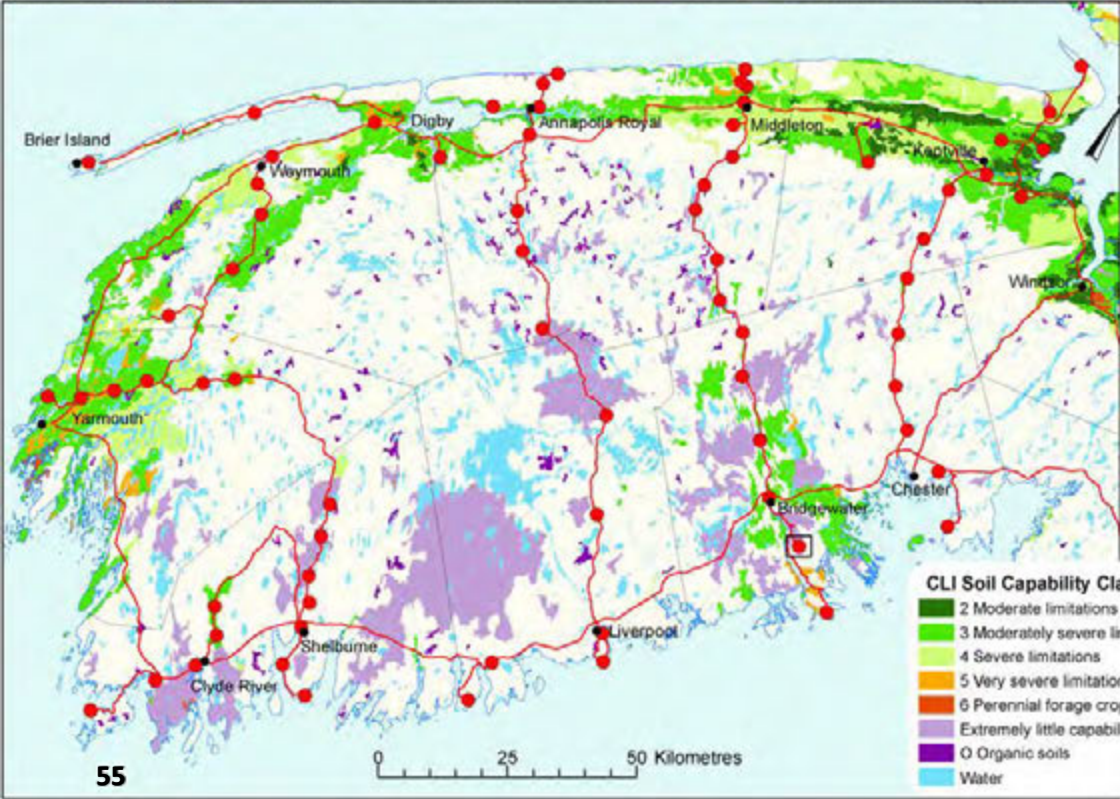 Digby
Annapolis Royal
Middleton
Brier Island
Weymouth
Kentville
Windsor
Yarmouth
Chester
Bridgewater
Liverpool
Shelburne
Clyde River
CLI Soil Capability Cla
2 Moderate limitations
3 Moderately severe li
4 Severe limitations
5 Very severe limitation
6 Perennial forage cro
Extremely little capabil
O Organic soils
Water
0 25 50 Kilometres
55